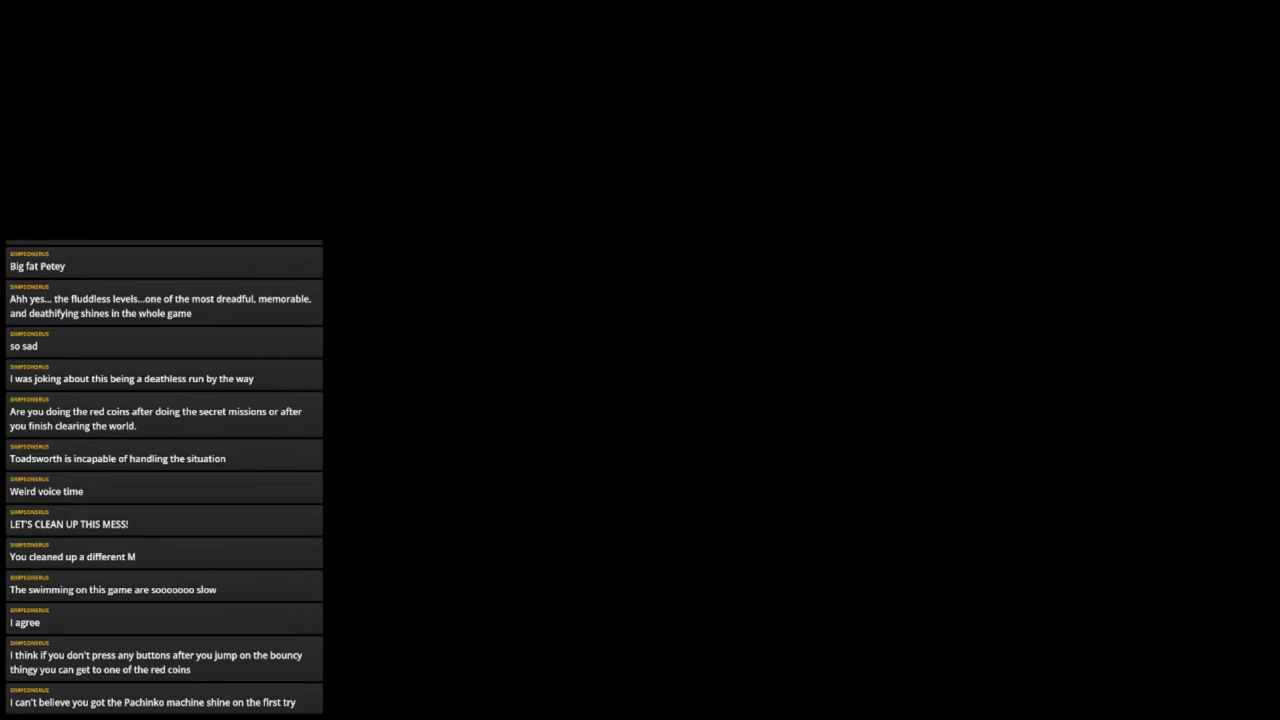 SIMPSONSRUS
Big fat Petey
SIMPSONSRUS
Ahh yes... the fluddless levels...one of the most dreadful, memorable,
and deathifying shines in the whole game
SIMPSONSRUS
so sad
SIMPSONSRUS
I was joking about this being a deathless run by the way
SIMPSONSRUS
Are you doing the red coins after doing the secret missions or after
you finish clearing the world.
SIMPSONSRUS
Toadsworth is incapable of handling the situation
SIMPSONSRUS
Weird voice time
SIMPSONSRUS
LET'S CLEAN UP THIS MESS!
SIMPSONSRUS
You cleaned up a different M
SIMPSONSRUS
The swimming on this game are sooooooo slow
SIMPSONSRUS
I agree
SIMPSONSRUS
I think if you don't press any buttons after you jump on the bouncy
thingy you can get to one of the red coins
SIMPSONSRUS
I can't believe you got the Pachinko machine shine on the first try